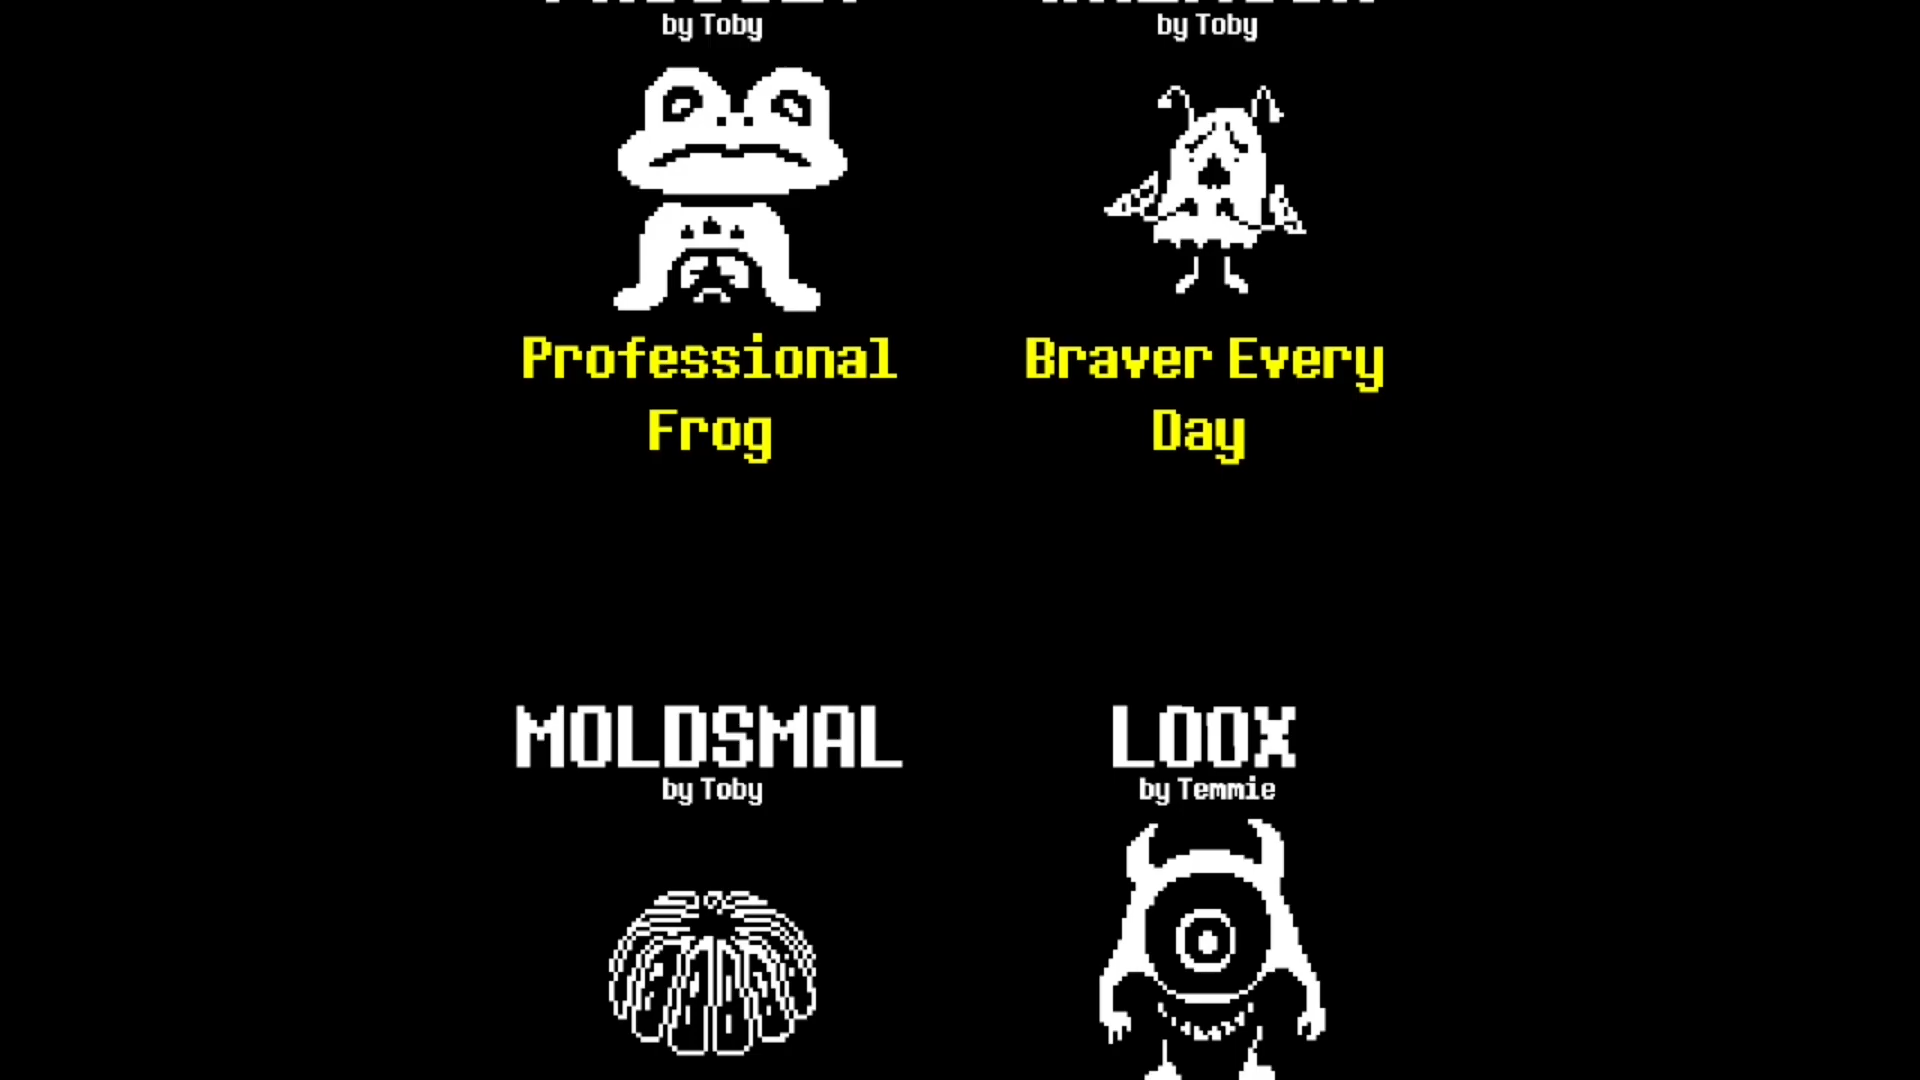 by Toby
by Toby
Professional
Frog
Braver Every
Day
MOLDSMAL
by Toby
LOOX
by Temmie